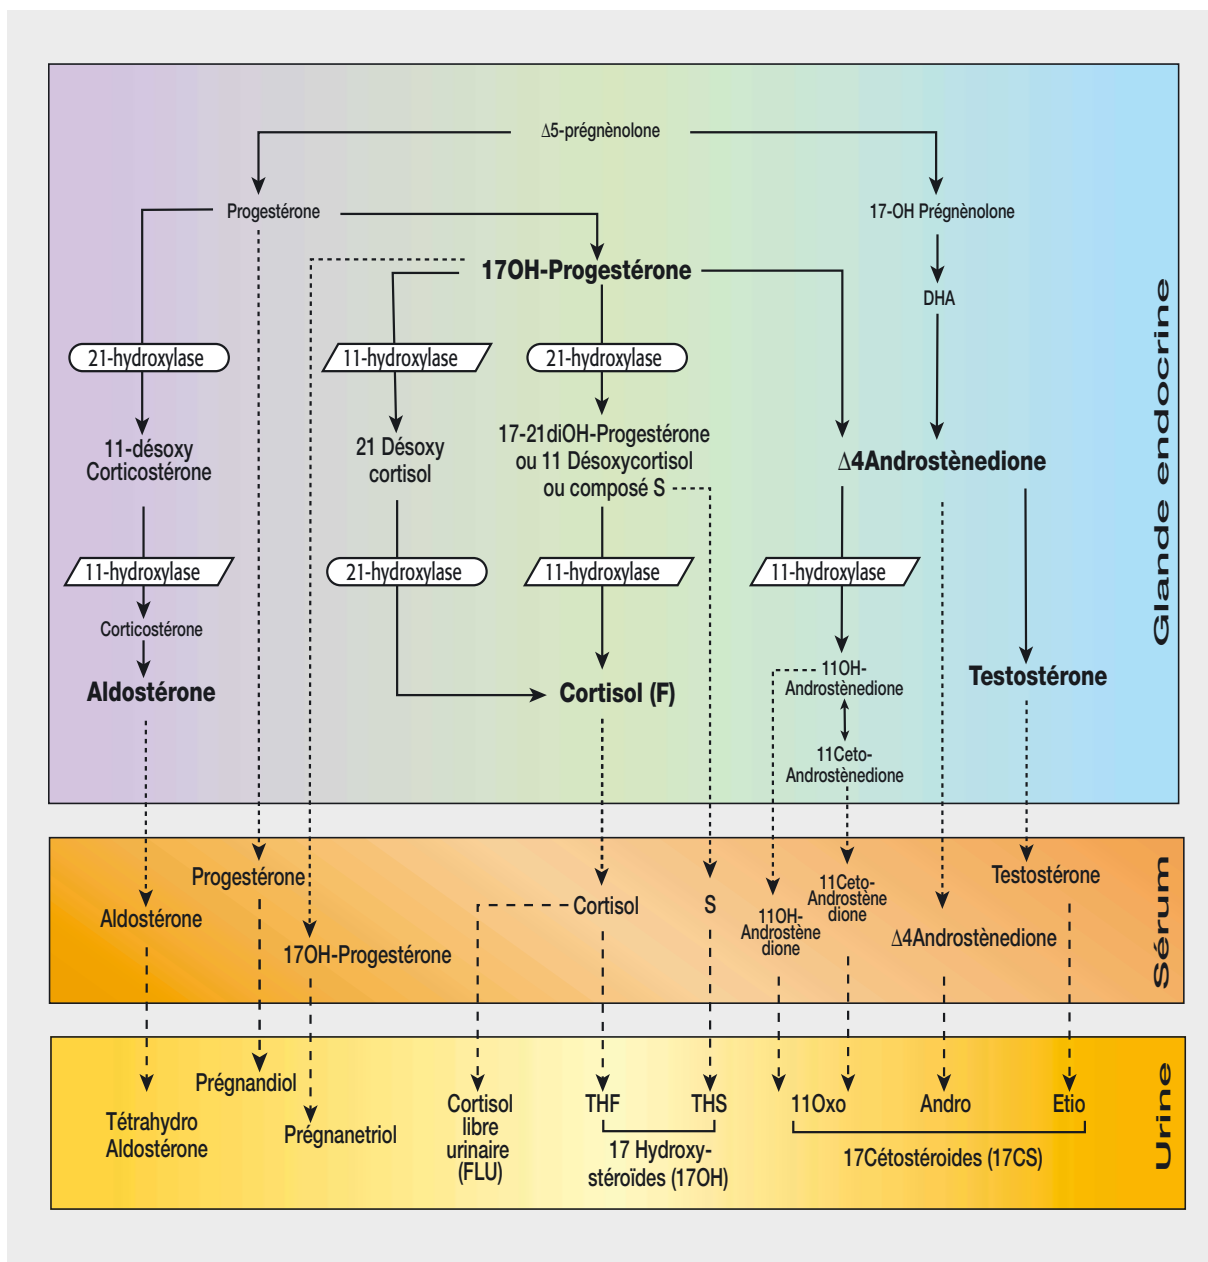 Δ5-prégnènolone
Progestérone
17-OH Prégnènolone
17OH-Progestérone
DHA
21-hydroxylase
11-hydroxylase
21-hydroxylase
11-désoxy
Corticostérone
21 Désoxy
cortisol
17-21diOH-Progestérone
ou 11 Désoxycortisol
ou composé S
Δ4Androstènedione
11-hydroxylase
21-hydroxylase
11-hydroxylase
11-hydroxylase
Corticostérone
Aldostérone
Cortisol (F)
11OH-
Androstènedione
Testostérone
11Ceto-
Androstènedione
Glande endocrine
Progestérone
Aldostérone
17OH-Progestérone
Cortisol
S
11OH-
Androstène
dione
11Ceto-
Androstène
dione
Δ4Androstènedione
Testostérone
Sérum
Tétrahydro
Aldostérone
Prégnandiol
Prégnanetriol
Cortisol
libre
urinaire
(FLU)
THF
THS
17 Hydroxy-
stéroïdes (17OH)
11Oxo
Andro
Etio
17Cétostéroides (17CS)
Urine